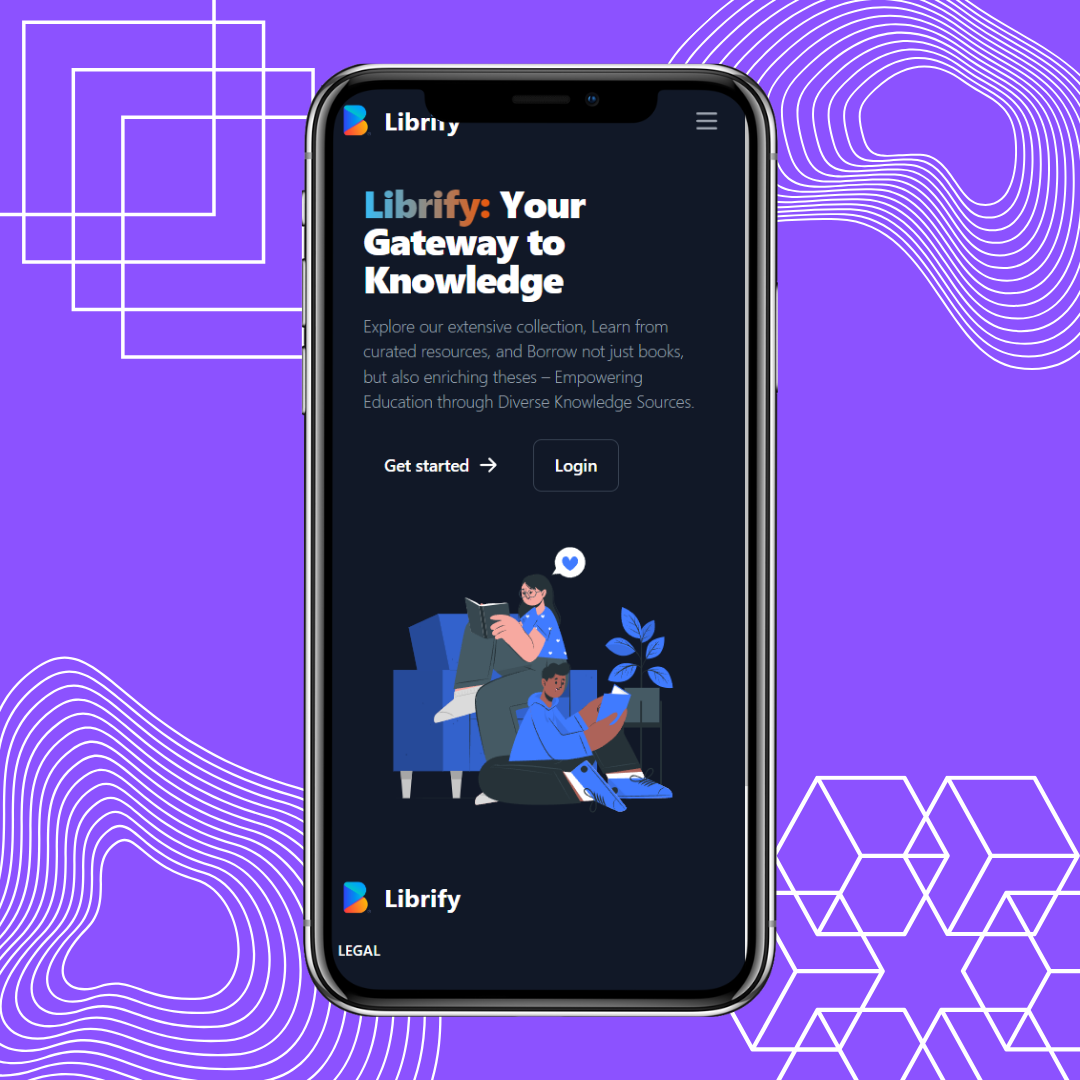 Librify
Librify: Your
Gateway to
Knowledge
Explore our extensive collection, Learn from
curated resources, and Borrow not just books,
but also enriching theses – Empowering
Education through Diverse Knowledge Sources.
Get started → Login
Librify
LEGAL